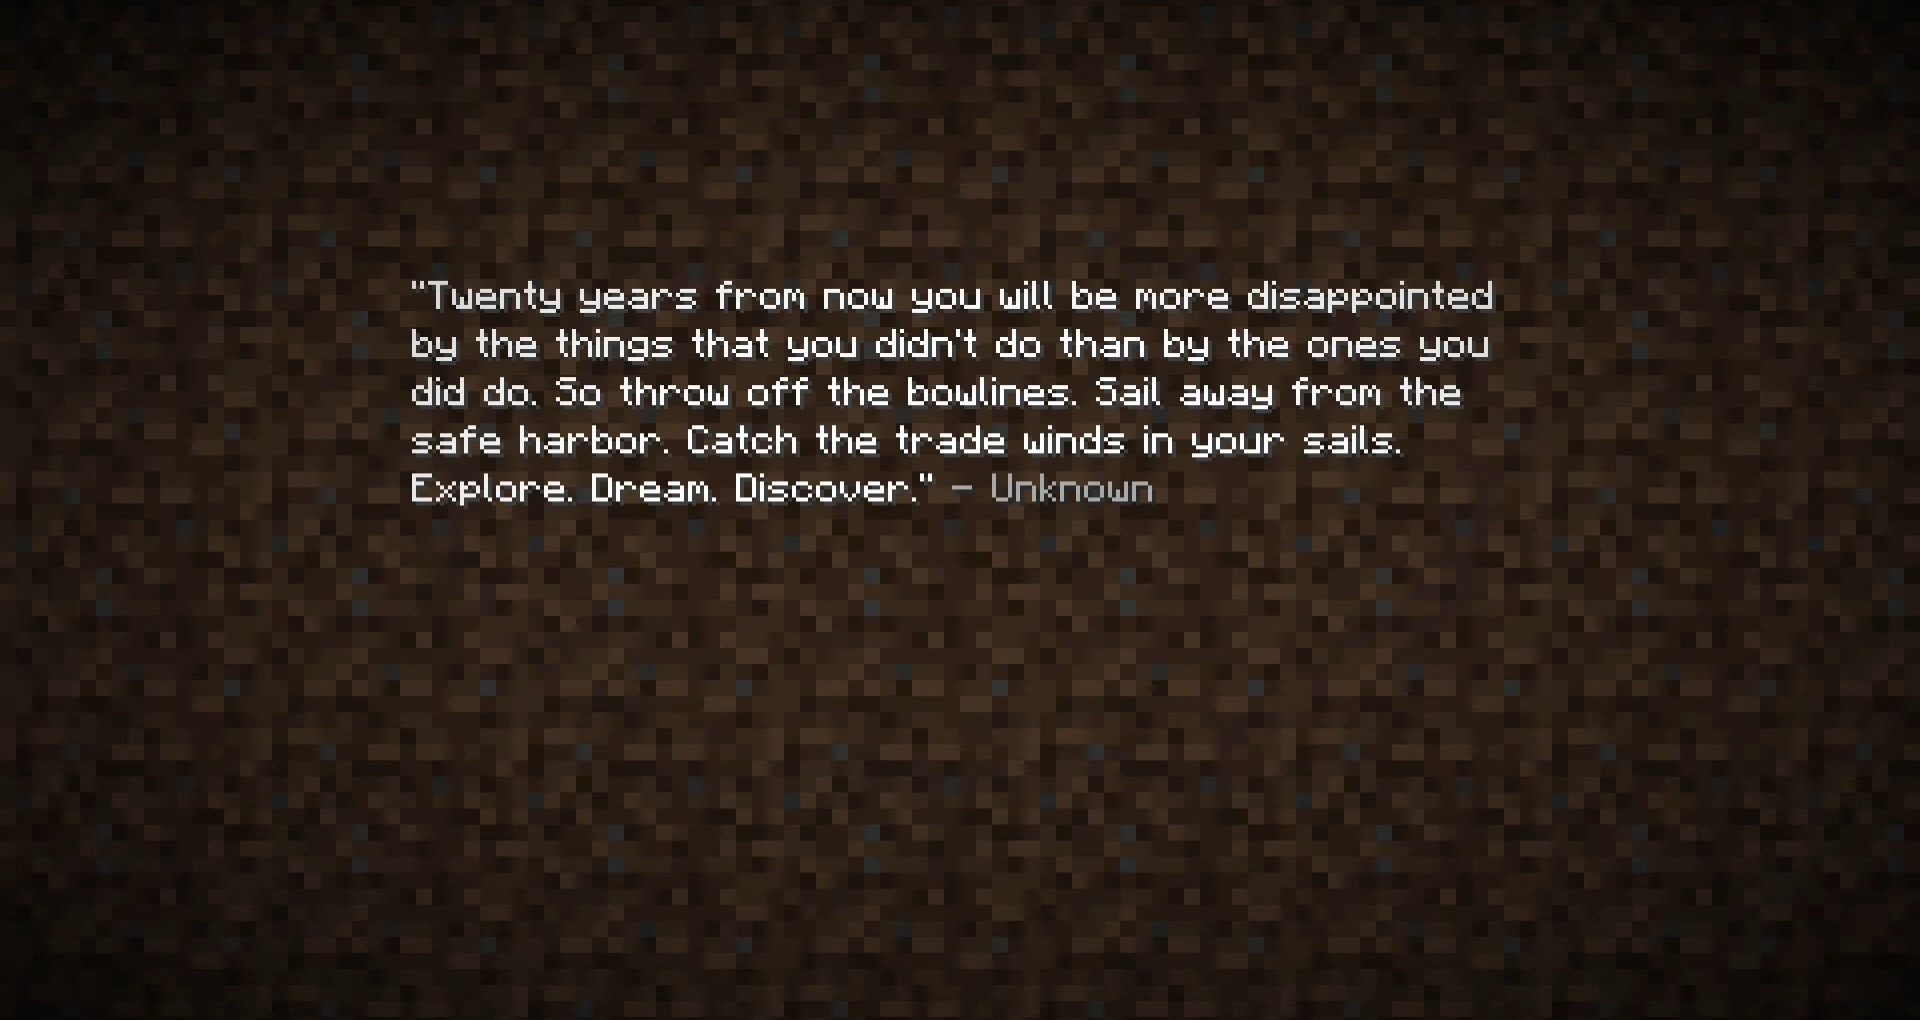 "Twenty years from now you will be more disappointed
by the things that you didn't do than by the ones you
did do. So throw off the bowlines. Sail away from the
safe harbor. Catch the trade winds in your sails.
Explore. Dream. Discover." - Unknown